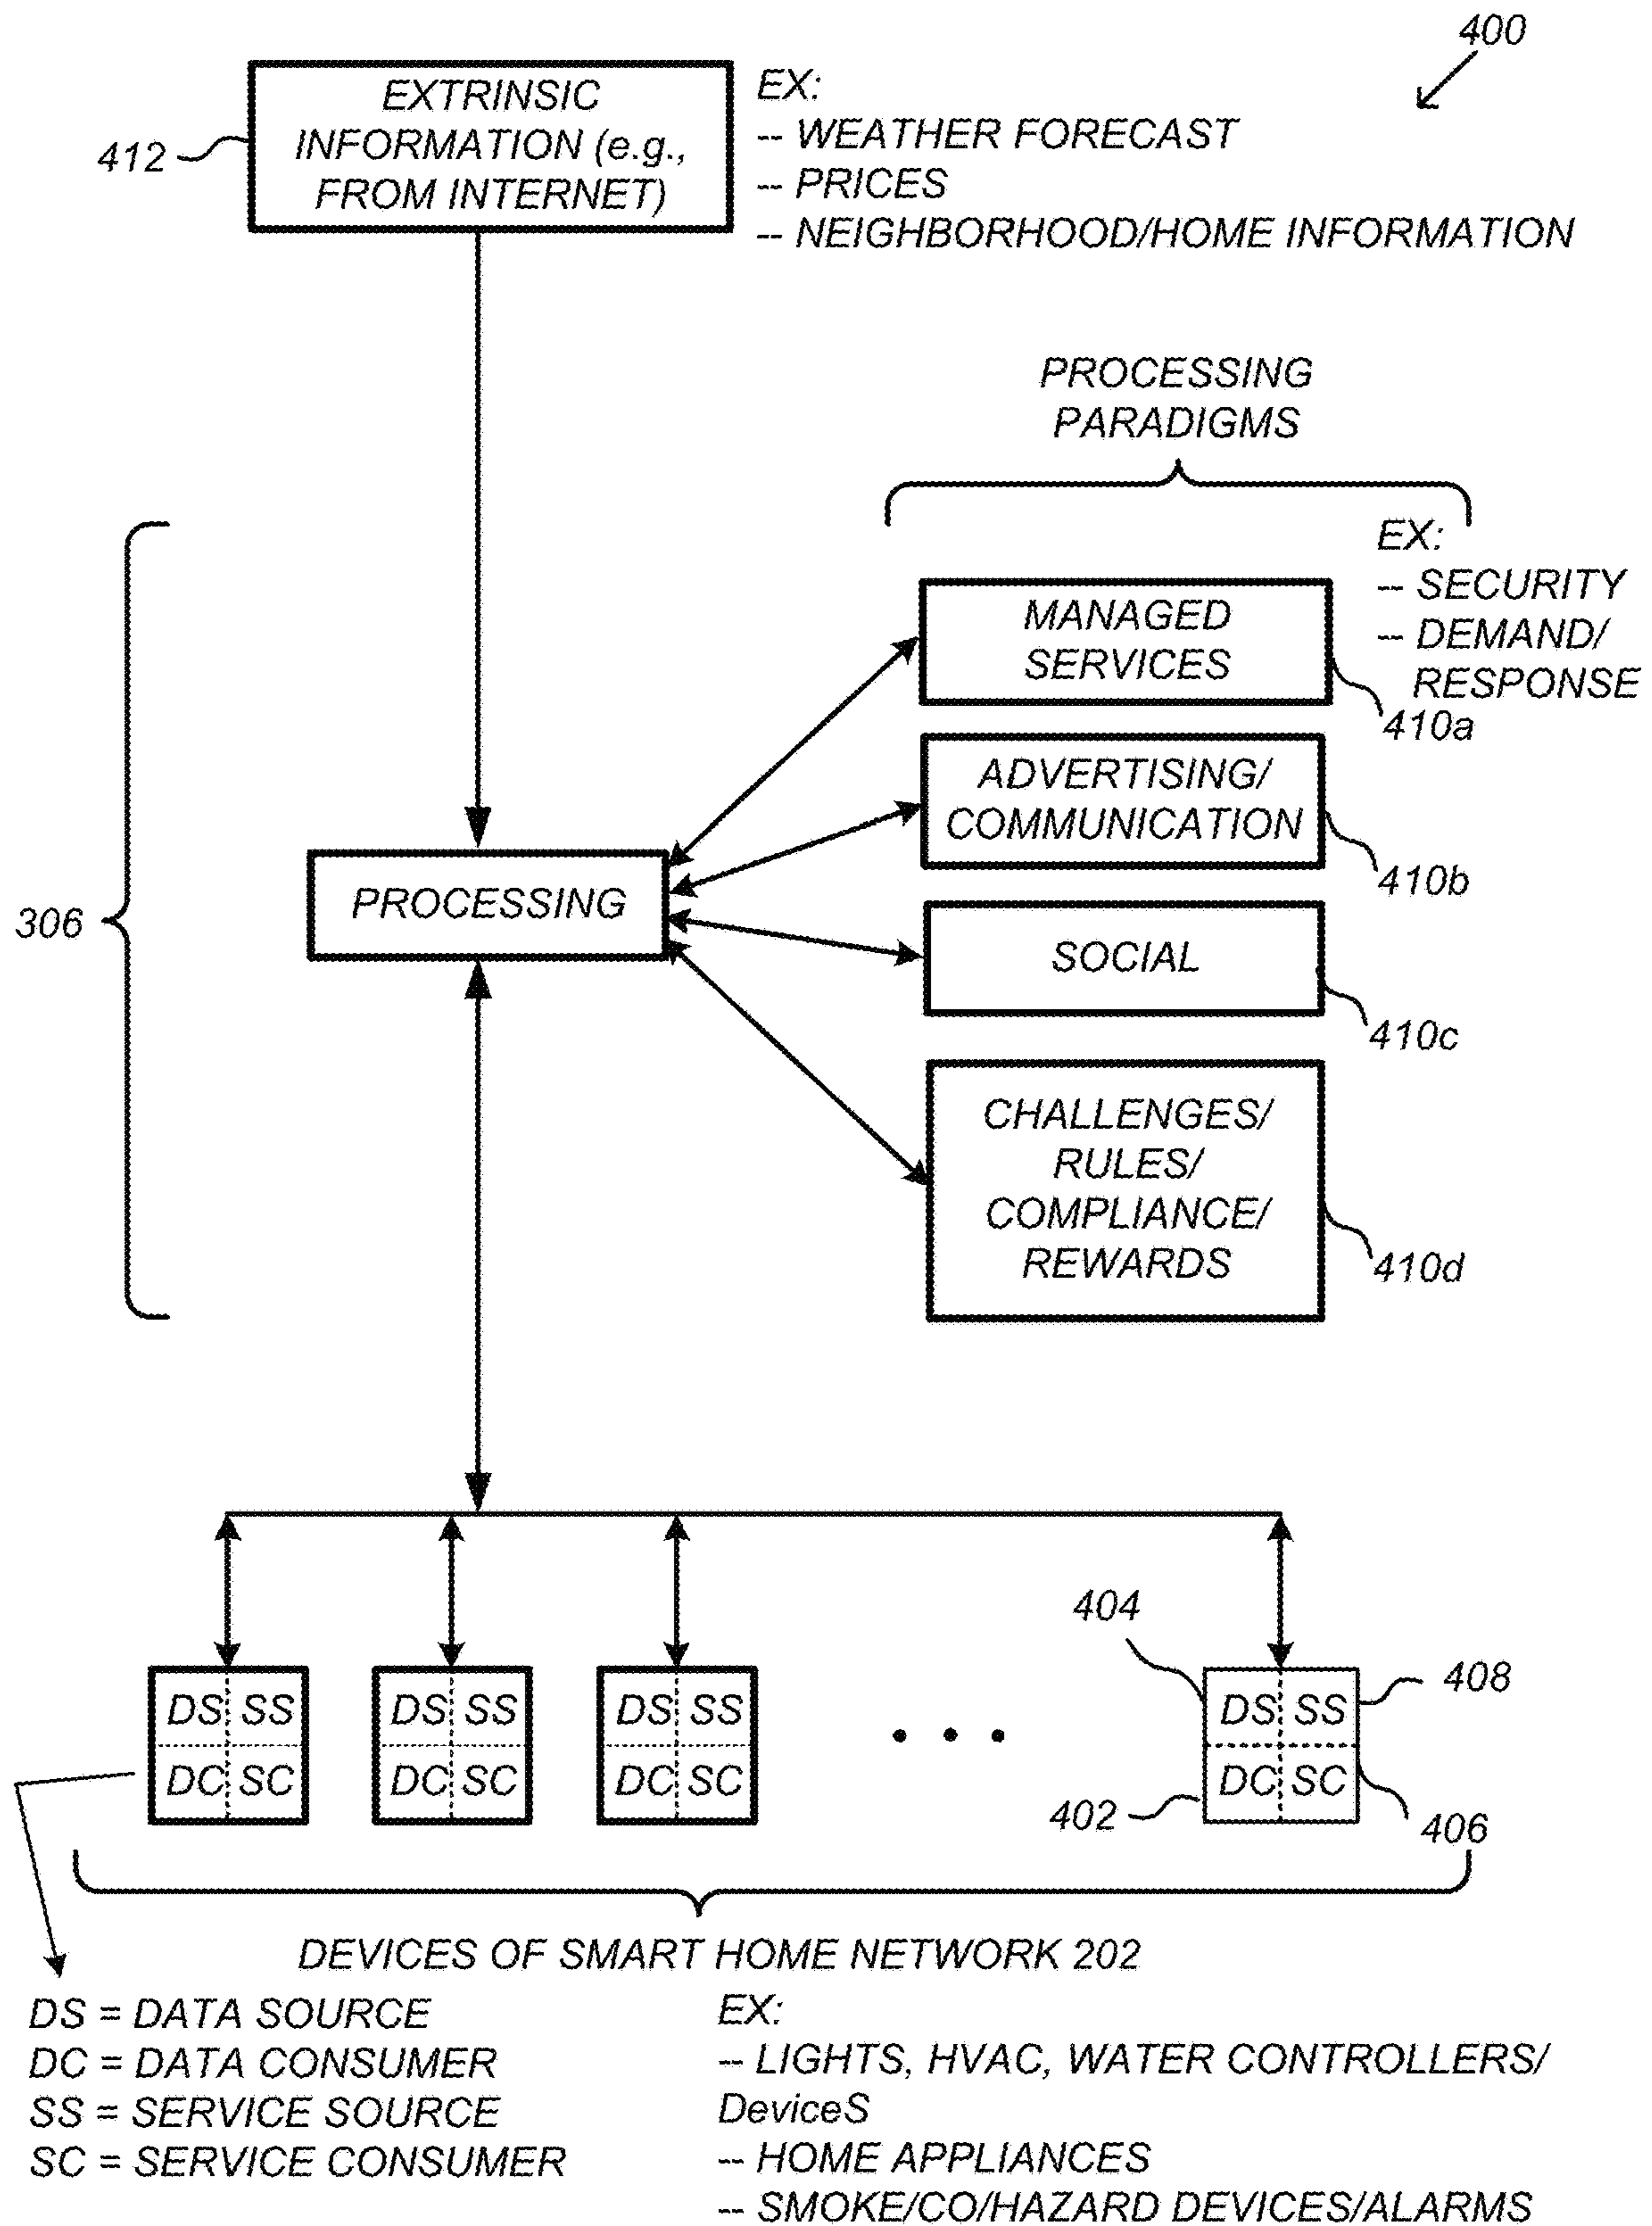 400
EXTRINSIC
INFORMATION (e.g.,
FROM INTERNET)
412
EX:
-- WEATHER FORECAST
-- PRICES
-- NEIGHBORHOOD/HOME INFORMATION
PROCESSING
PARADIGMS
EX:
-- SECURITY
-- DEMAND/
RESPONSE
MANAGED
SERVICES
410a
ADVERTISING/
COMMUNICATION
410b
306
PROCESSING
SOCIAL
410c
CHALLENGES/
RULES/
COMPLIANCE/
REWARDS
410d
404
408
DS SS
DC SC
DS SS
DC SC
DS SS
DC SC
. . .
DS SS
DC SC
402
406
DEVICES OF SMART HOME NETWORK 202
DS = DATA SOURCE
DC = DATA CONSUMER
SS = SERVICE SOURCE
SC = SERVICE CONSUMER
EX:
-- LIGHTS, HVAC, WATER CONTROLLERS/
DeviceS
-- HOME APPLIANCES
-- SMOKE/CO/HAZARD DEVICES/ALARMS